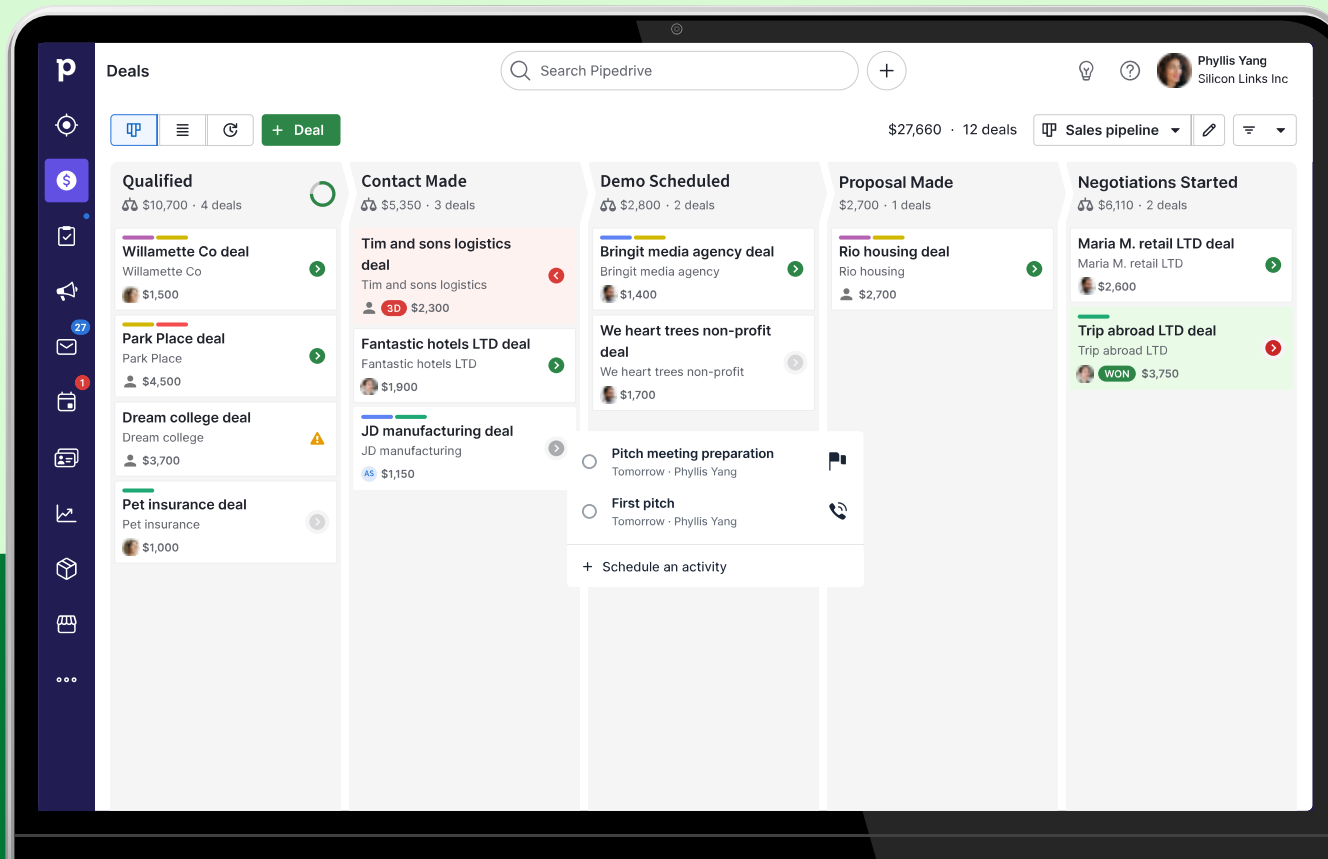 Deals
Search Pipedrive
Phyllis Yang
Silicon Links Inc
+ Deal
$27,660 · 12 deals
Sales pipeline
Qualified
$10,700 · 4 deals
Willamette Co deal
Willamette Co
$1,500
Park Place deal
Park Place
$4,500
Dream college deal
Dream college
$3,700
Pet insurance deal
Pet insurance
$1,000
Contact Made
$5,350 · 3 deals
Tim and sons logistics
deal
Tim and sons logistics
3D $2,300
Fantastic hotels LTD deal
Fantastic hotels LTD
$1,900
JD manufacturing deal
JD manufacturing
AS $1,150
Demo Scheduled
$2,800 · 2 deals
Bringit media agency deal
Bringit media agency
$1,400
We heart trees non-profit
deal
We heart trees non-profit
$1,700
Pitch meeting preparation
Tomorrow · Phyllis Yang
First pitch
Tomorrow · Phyllis Yang
+ Schedule an activity
Proposal Made
$2,700 · 1 deals
Rio housing deal
Rio housing
$2,700
Negotiations Started
$6,110 · 2 deals
Maria M. retail LTD deal
Maria M. retail LTD
$2,600
Trip abroad LTD deal
Trip abroad LTD
WON $3,750
27
1